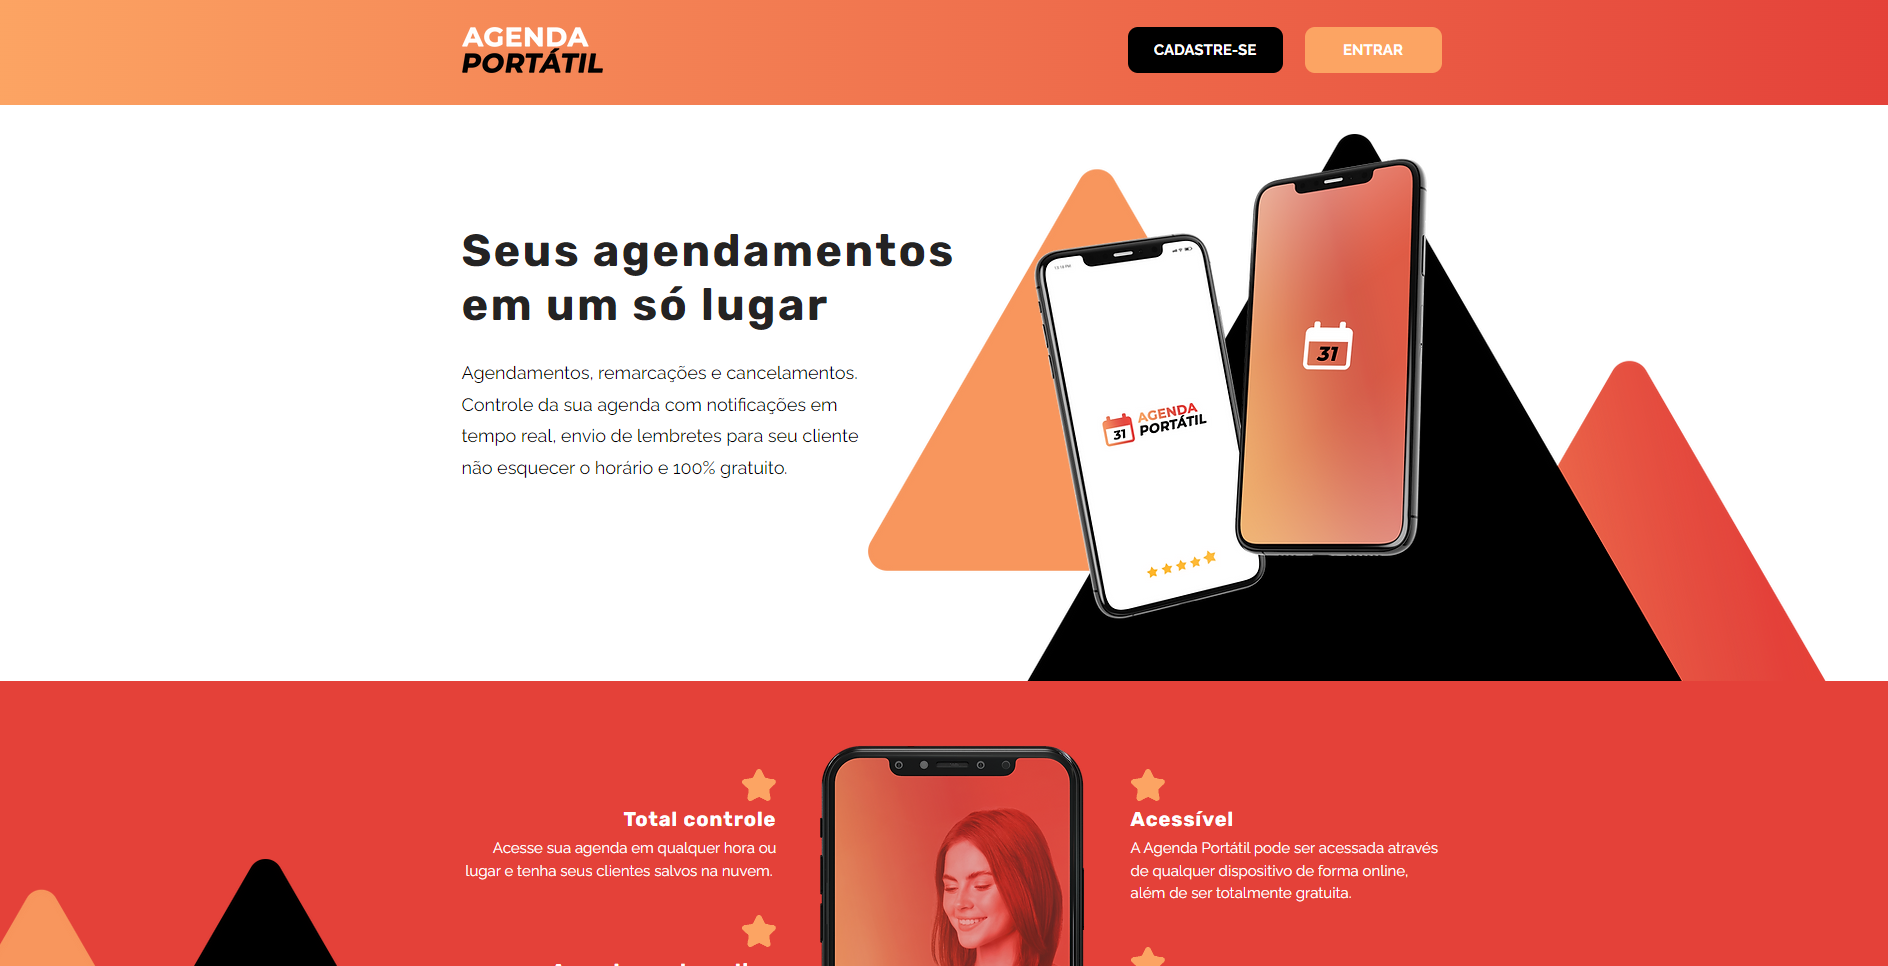 AGENDA
PORTÁTIL
CADASTRE-SE
ENTRAR
Seus agendamentos
em um só lugar
Agendamentos, remarcações e cancelamentos.
Controle da sua agenda com notificações em
tempo real, envio de lembretes para seu cliente
não esquecer o horário e 100% gratuito.
31
AGENDA
PORTÁTIL
31
Total controle
Acesse sua agenda em qualquer hora ou
lugar e tenha seus clientes salvos na nuvem.
Acessível
A Agenda Portátil pode ser acessada através
de qualquer dispositivo de forma online,
além de ser totalmente gratuita.